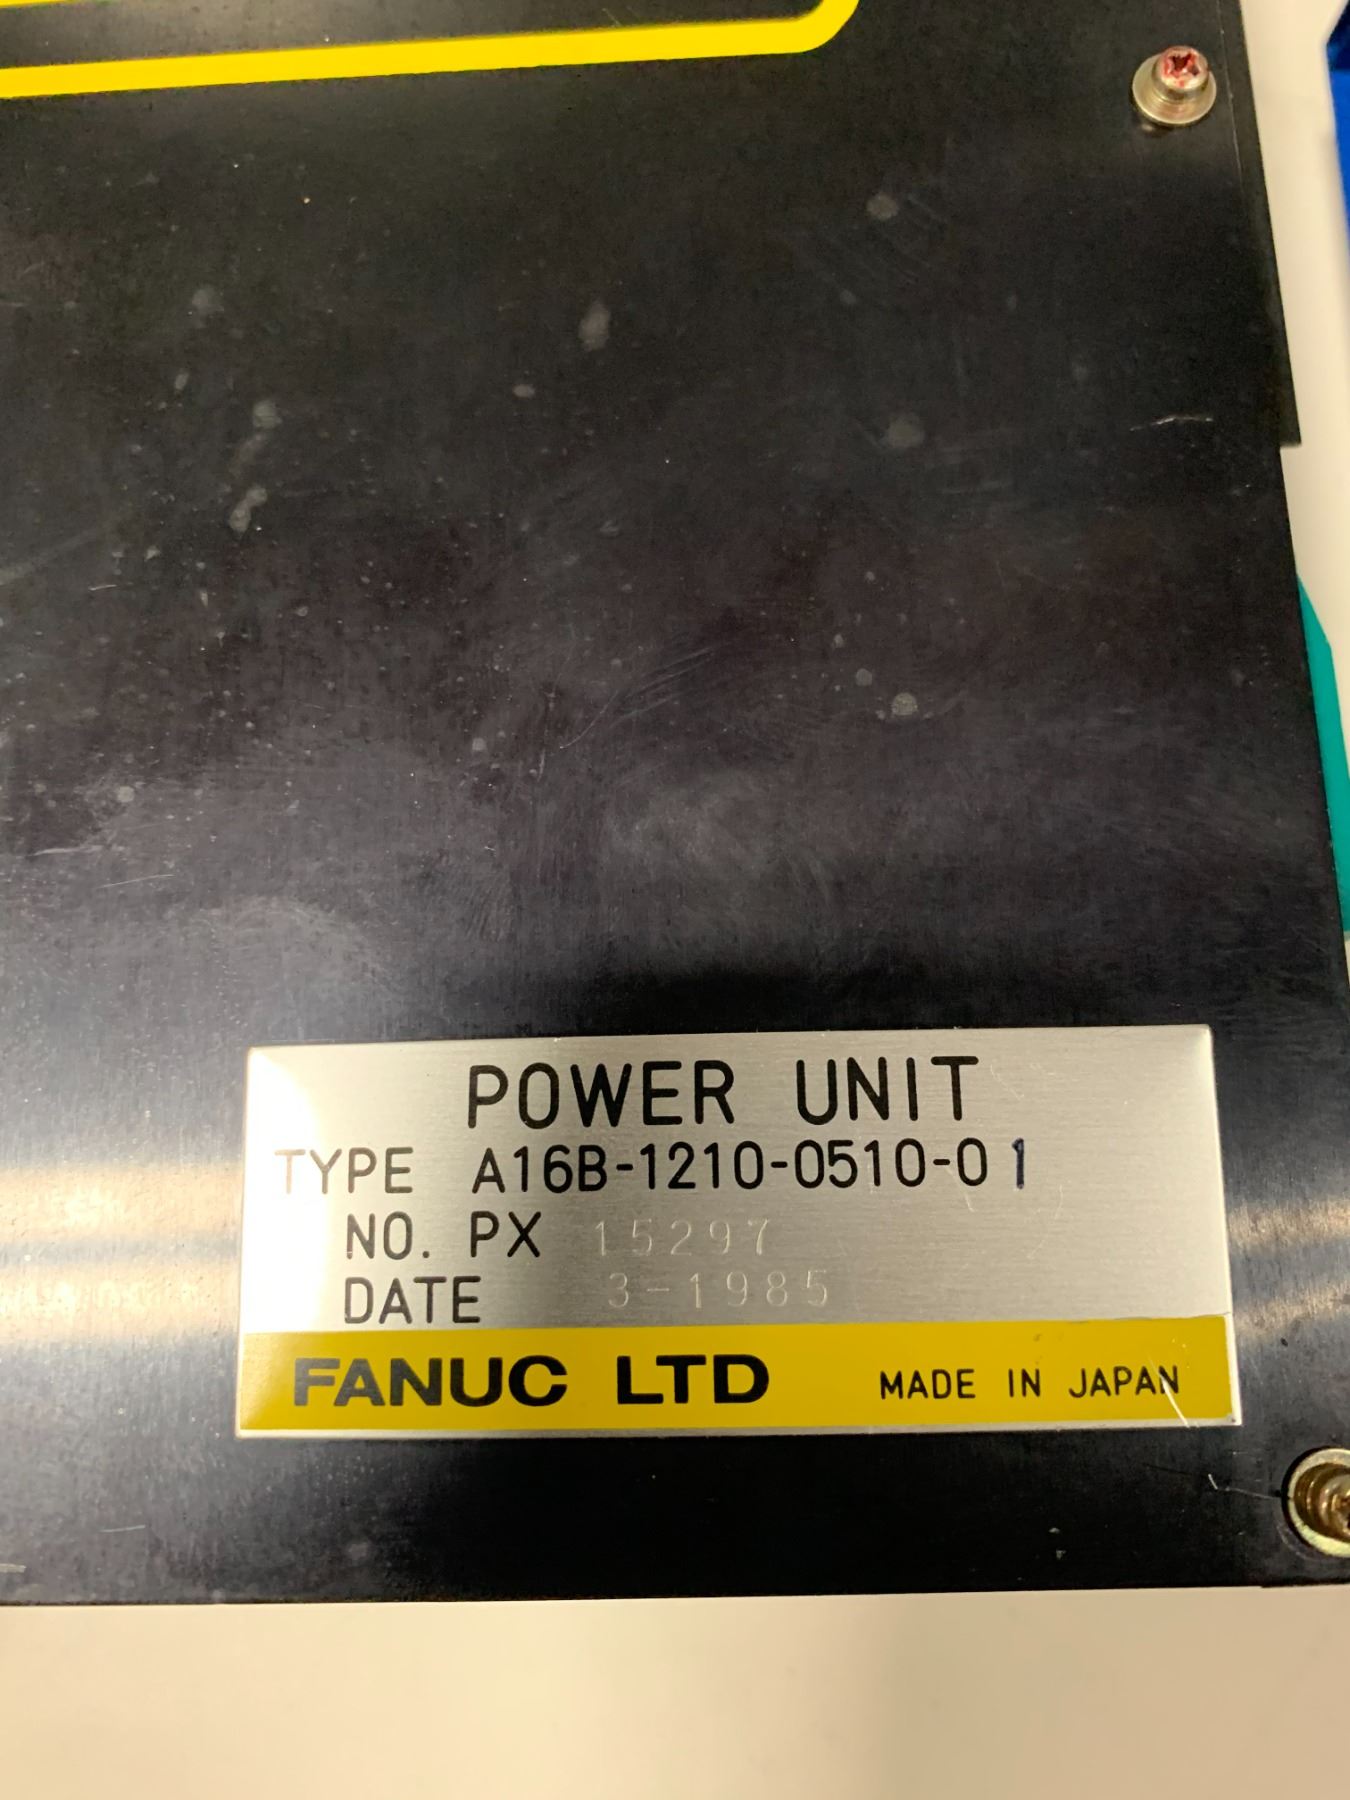 POWER UNIT
TYPE A16B-1210-0510-01
NO. PX 15297
DATE 3-1985
FANUC LTD MADE IN JAPAN